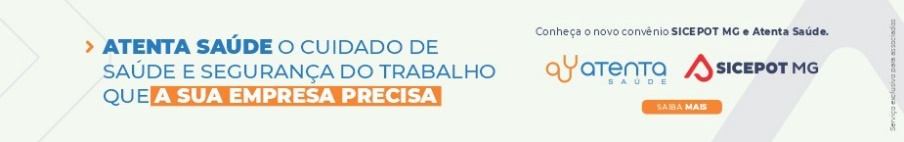 ATENTA SAÚDE O CUIDADO DE
SAÚDE E SEGURANÇA DO TRABALHO
QUE A SUA EMPRESA PRECISA
Conheça o novo convênio SICEPOT MG e Atenta Saúde.
atenta
SAÚDE
SICEPOT MG
SAIBA MAIS
Serviço exclusivo para associados